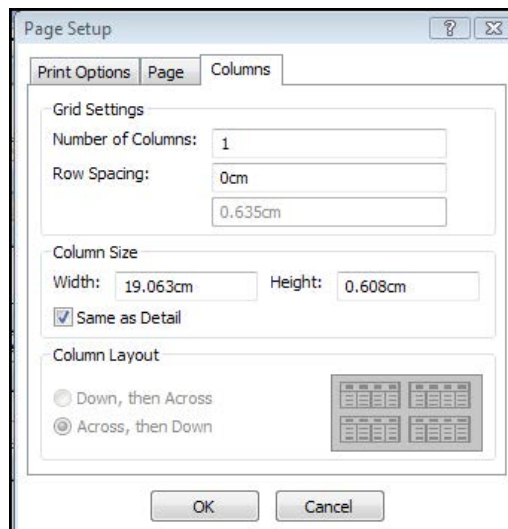 Page Setup
Print Options Page Columns
Grid Settings
Number of Columns: 1
Row Spacing: 0cm
0.635cm
Column Size
Width: 19.063cm Height: 0.608cm
Same as Detail
Column Layout
Down, then Across
Across, then Down
OK Cancel